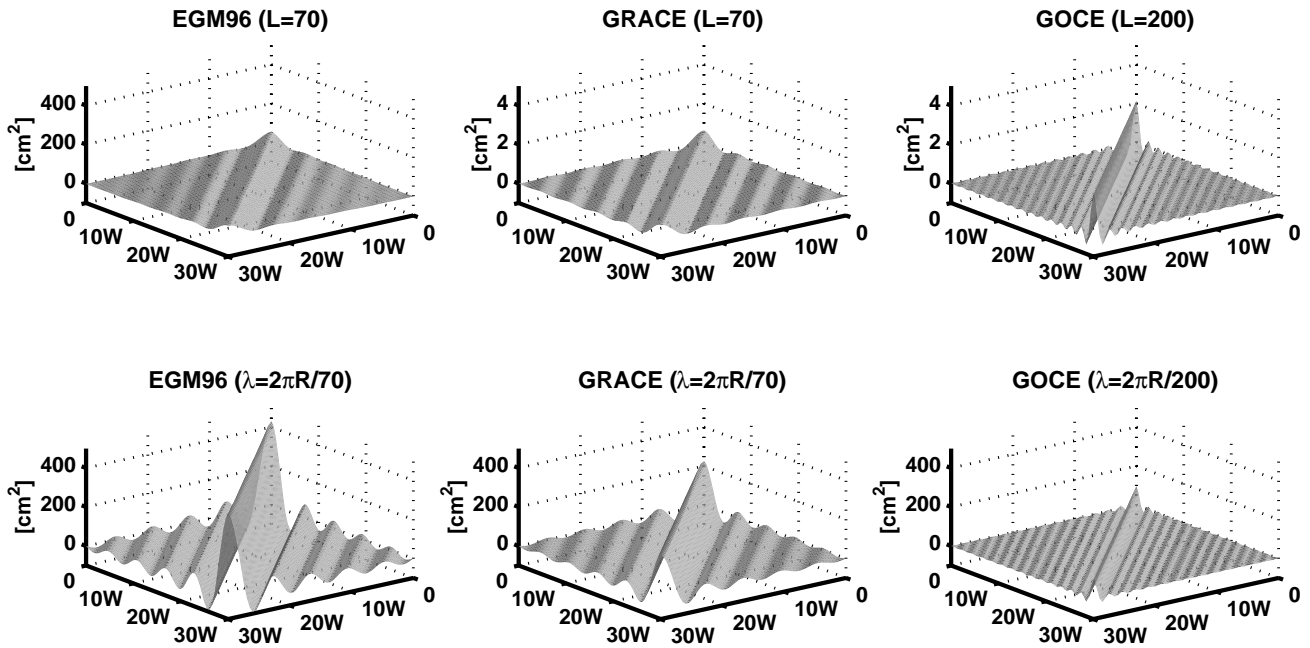 EGM96 (L=70)
GRACE (L=70)
GOCE (L=200)
400
200
0
[cm²]
0
10W
20W
30W
30W
20W
10W
0
4
2
0
[cm²]
0
10W
20W
30W
30W
20W
10W
0
4
2
0
[cm²]
0
10W
20W
30W
30W
20W
10W
0
EGM96 (λ=2πR/70)
GRACE (λ=2πR/70)
GOCE (λ=2πR/200)
400
200
0
[cm²]
0
10W
20W
30W
30W
20W
10W
0
400
200
0
[cm²]
0
10W
20W
30W
30W
20W
10W
0
400
200
0
[cm²]
0
10W
20W
30W
30W
20W
10W
0